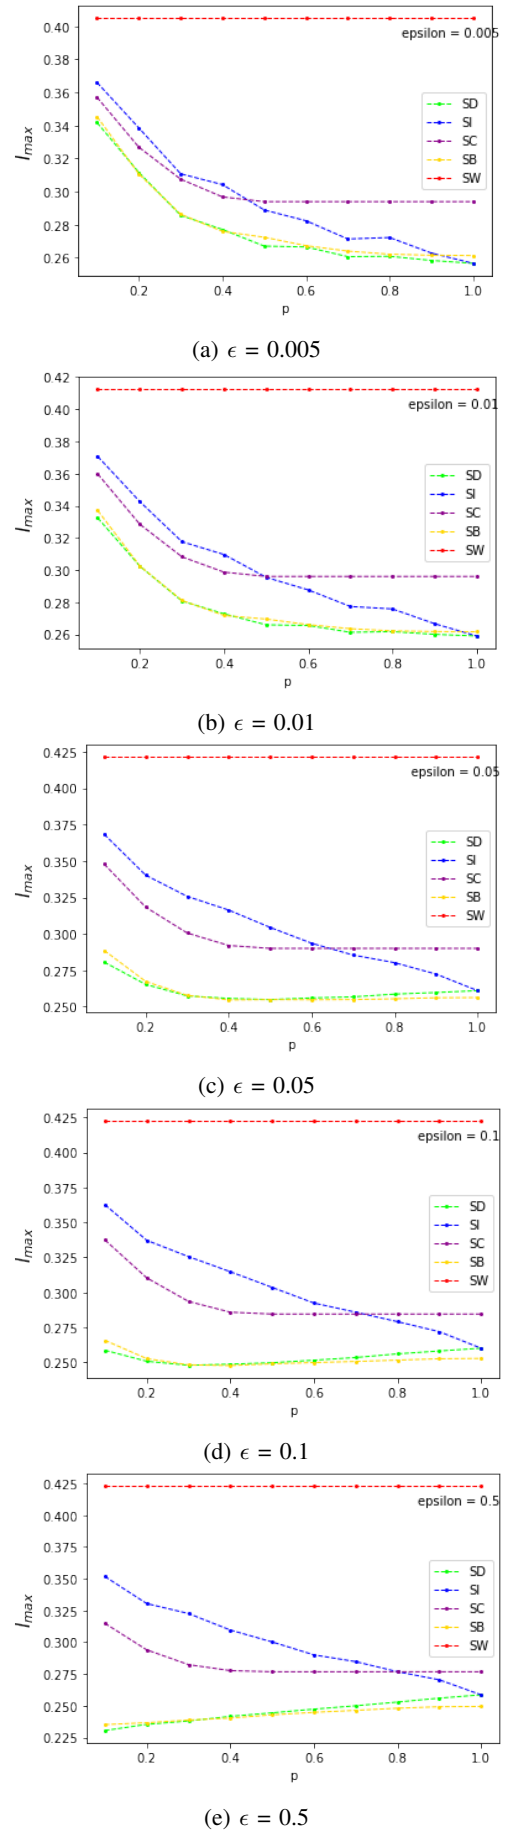 0.40
epsilon = 0.005
0.38
SD
0.36
SI
0.34
SC
SB
0.32
SW
0.30
0.28
0.26
I_max
0.2 0.4 0.6 0.8 1.0
p
(a) ϵ = 0.005
0.42
epsilon = 0.01
0.40
0.38
SD
0.36
SI
SC
0.34
SB
0.32
SW
0.30
0.28
0.26
I_max
0.2 0.4 0.6 0.8 1.0
p
(b) ϵ = 0.01
0.425
epsilon = 0.05
0.400
0.375
SD
SI
0.350
SC
0.325
SB
SW
0.300
0.275
0.250
I_max
0.2 0.4 0.6 0.8 1.0
p
(c) ϵ = 0.05
0.425
epsilon = 0.1
0.400
0.375
SD
0.350
SI
SC
0.325
SB
SW
0.300
0.275
0.250
I_max
0.2 0.4 0.6 0.8 1.0
p
(d) ϵ = 0.1
0.425
epsilon = 0.5
0.400
0.375
SD
0.350
SI
0.325
SC
SB
0.300
SW
0.275
0.250
0.225
I_max
0.2 0.4 0.6 0.8 1.0
p
(e) ϵ = 0.5